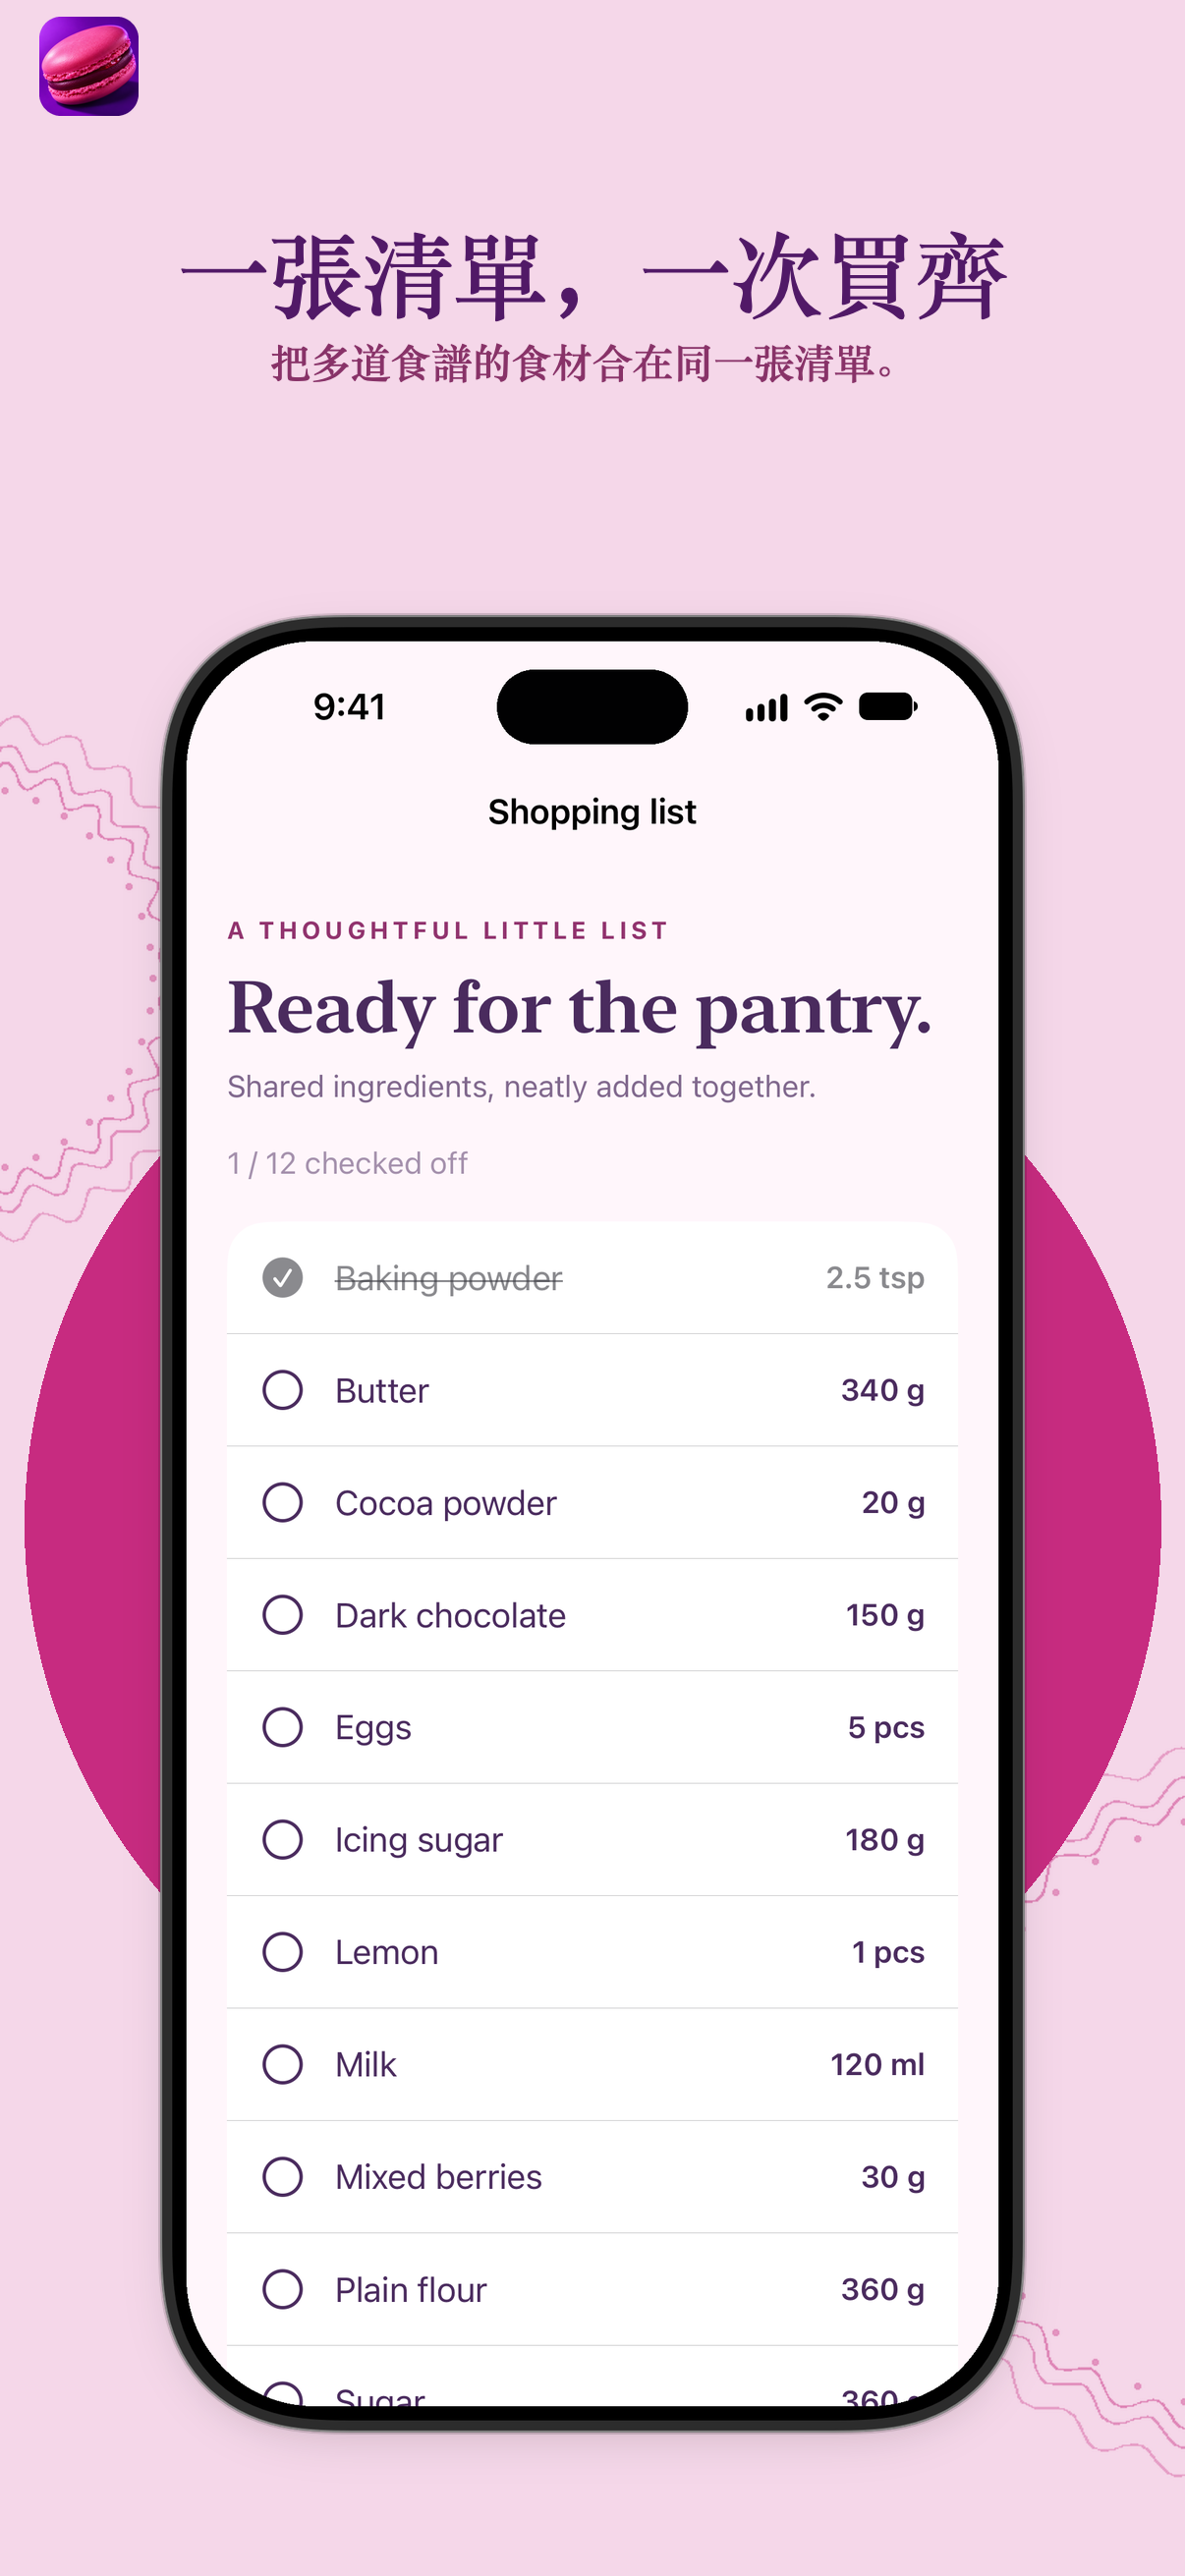 一張清單，一次買齊
把多道食譜的食材合在同一張清單。
9:41
Shopping list
A THOUGHTFUL LITTLE LIST
Ready for the pantry.
Shared ingredients, neatly added together.
1 / 12 checked off
Baking powder 2.5 tsp
Butter 340 g
Cocoa powder 20 g
Dark chocolate 150 g
Eggs 5 pcs
Icing sugar 180 g
Lemon 1 pcs
Milk 120 ml
Mixed berries 30 g
Plain flour 360 g
Sugar 360 g